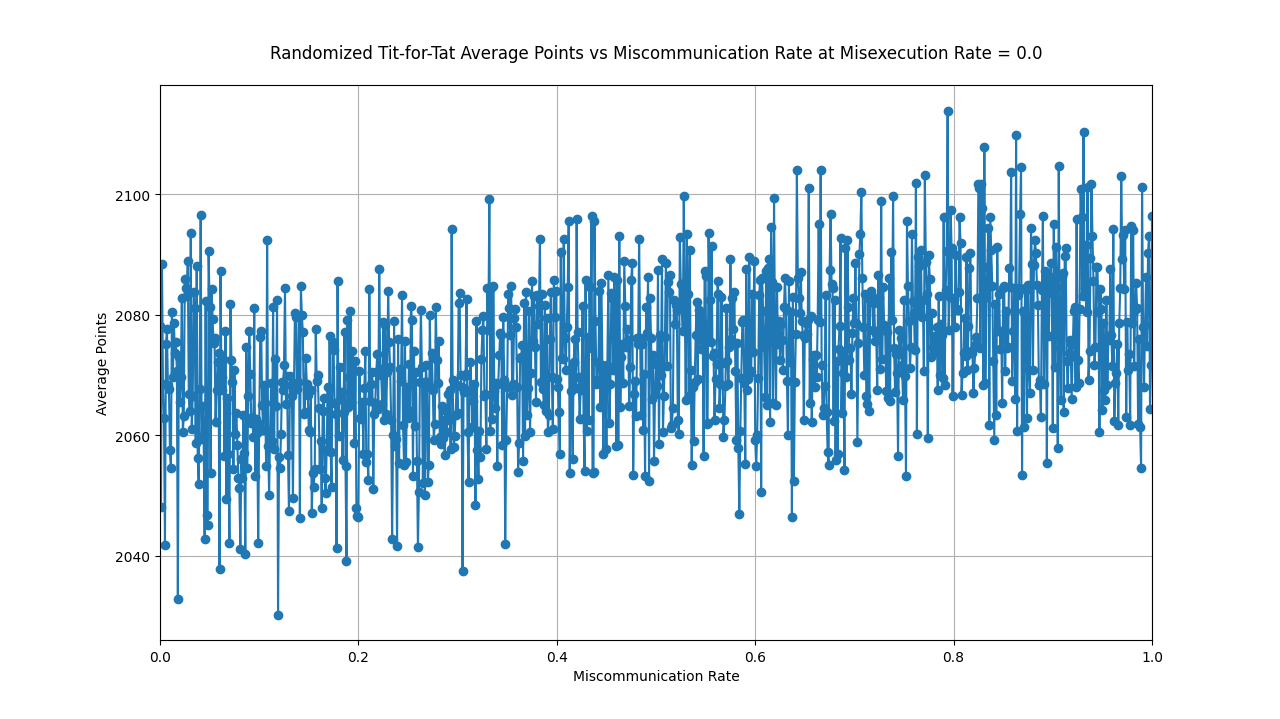 Randomized Tit-for-Tat Average Points vs Miscommunication Rate at Misexecution Rate = 0.0
2100
2080
2060
2040
Average Points
0.0 0.2 0.4 0.6 0.8 1.0
Miscommunication Rate